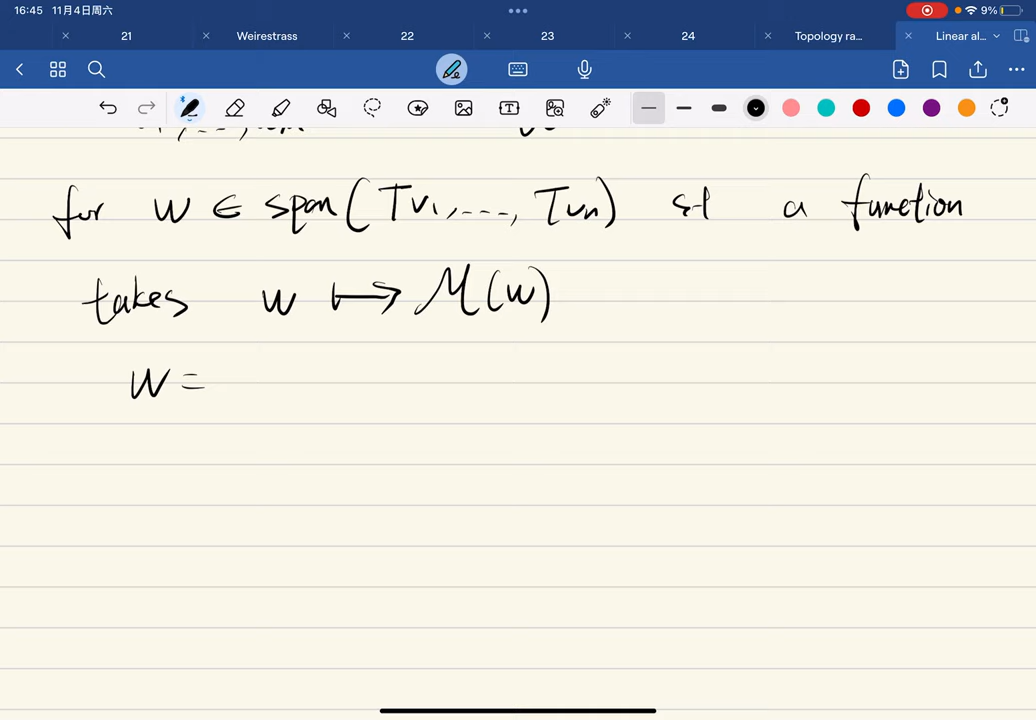 16:45 11月4日周六
9%
21 Weirestrass 22 23 24 Topology ra... Linear al...
for w ∈ span(Tv₁,---,Tvₙ) st a function
takes w ↦ M(w)
W =